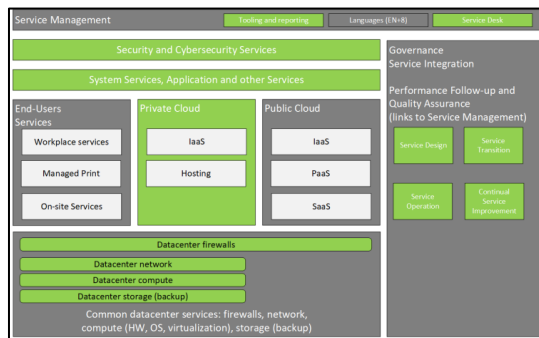 Service Management
Tooling and reporting
Languages (EN+8)
Service Desk
Security and Cybersecurity Services
System Services, Application and other Services
End-Users
Services
Workplace services
Managed Print
On-site Services
Private Cloud
IaaS
Hosting
Public Cloud
IaaS
PaaS
SaaS
Datacenter firewalls
Datacenter network
Datacenter compute
Datacenter storage (backup)
Common datacenter services: firewalls, network,
compute (HW, OS, virtualization), storage (backup)
Governance
Service Integration
Performance Follow-up and
Quality Assurance
(links to Service Management)
Service Design
Service
Transition
Service
Operation
Continual
Service
Improvement